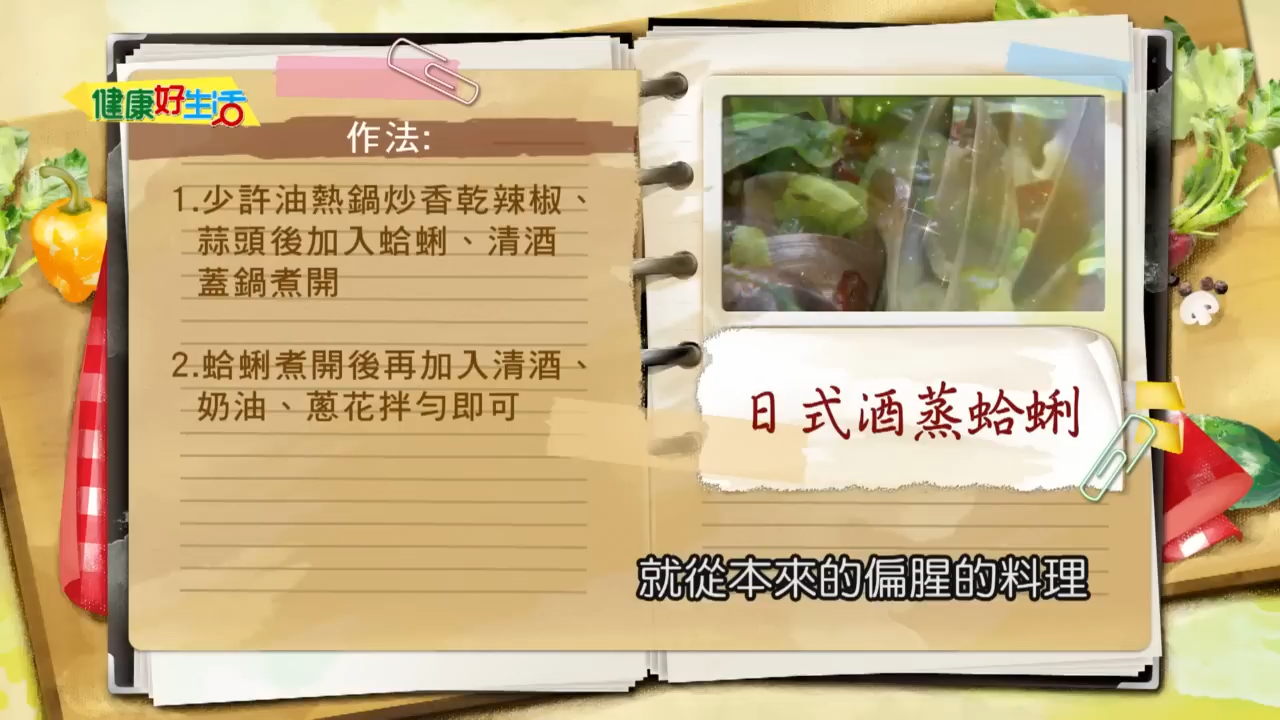 健康好生活
作法:
1.少許油熱鍋炒香乾辣椒、
蒜頭後加入蛤蜊、清酒
蓋鍋煮開
2.蛤蜊煮開後再加入清酒、
奶油、蔥花拌勻即可
日式酒蒸蛤蜊
就從本來的偏腥的料理